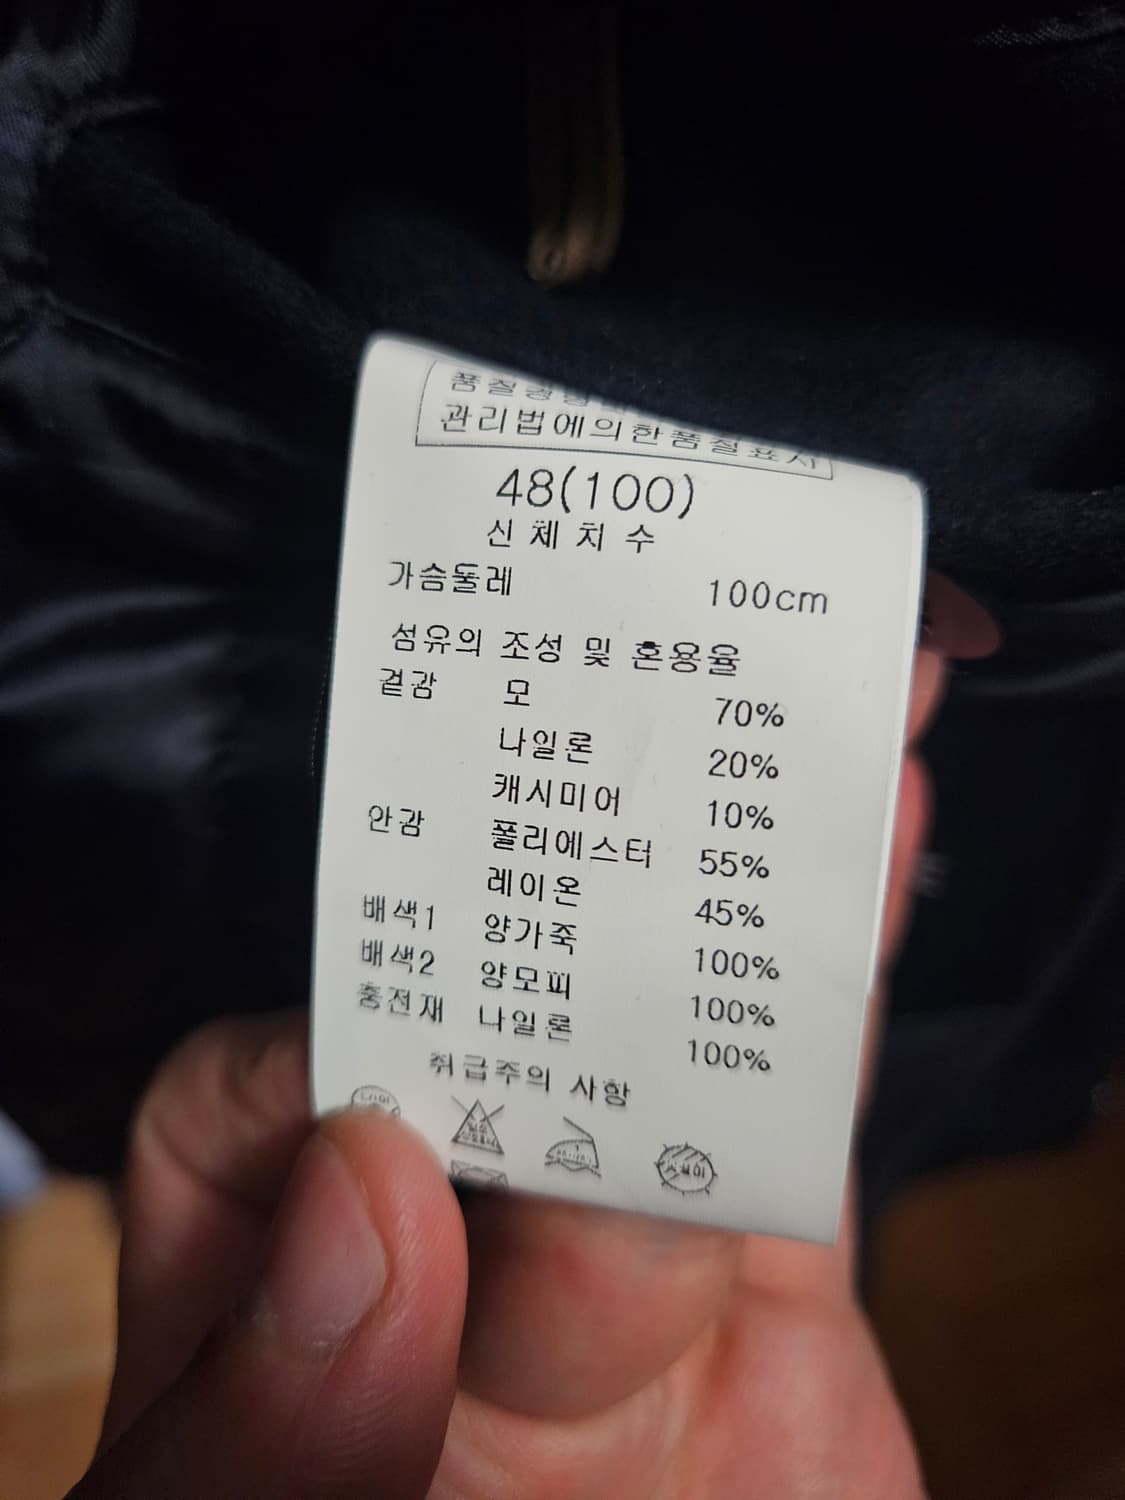 품질경영
관리법에의한품질표시
48(100)
신체치수
가슴둘레 100cm
섬유의 조성 및 혼용율
겉감 모 70%
나일론 20%
캐시미어 10%
안감 폴리에스터 55%
레이온 45%
배색1 양가죽 100%
배색2 양모피 100%
충전재 나일론 100%
취급주의 사항